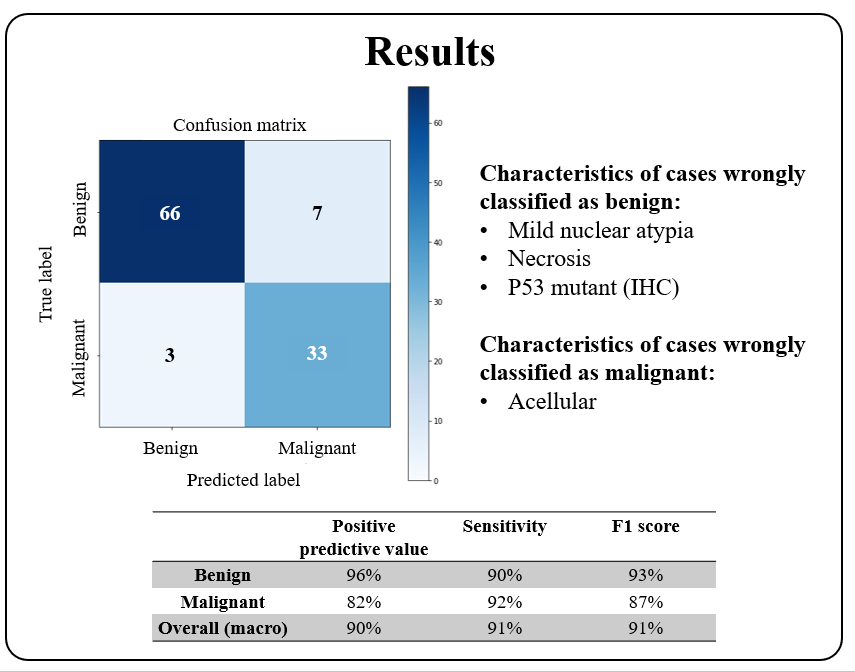 Results
Confusion matrix
True label
Benign
Malignant
66
7
3
33
Benign
Malignant
Predicted label
60
50
40
30
20
10
0
Characteristics of cases wrongly
classified as benign:
• Mild nuclear atypia
• Necrosis
• P53 mutant (IHC)
Characteristics of cases wrongly
classified as malignant:
• Acellular
Positive
predictive value
Sensitivity
F1 score
Benign 96% 90% 93%
Malignant 82% 92% 87%
Overall (macro) 90% 91% 91%